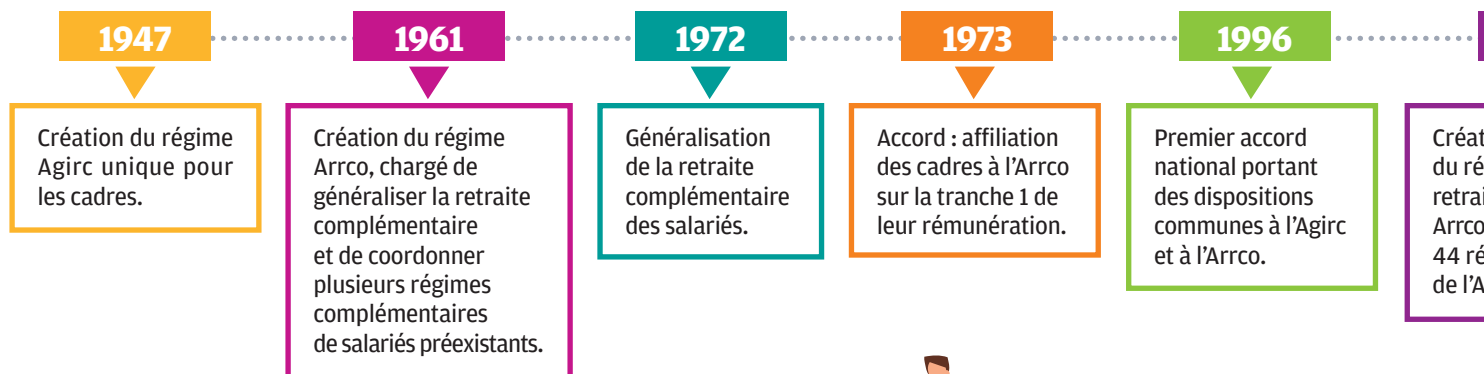 1947
Création du régime
Agirc unique pour
les cadres.
1961
Création du régime
Arrco, chargé de
généraliser la retraite
complémentaire
et de coordonner
plusieurs régimes
complémentaires
de salariés préexistants.
1972
Généralisation
de la retraite
complémentaire
des salariés.
1973
Accord : affiliation
des cadres à l'Arrco
sur la tranche 1 de
leur rémunération.
1996
Premier accord
national portant
des dispositions
communes à l'Agirc
et à l'Arrco.
du
Arrco
44